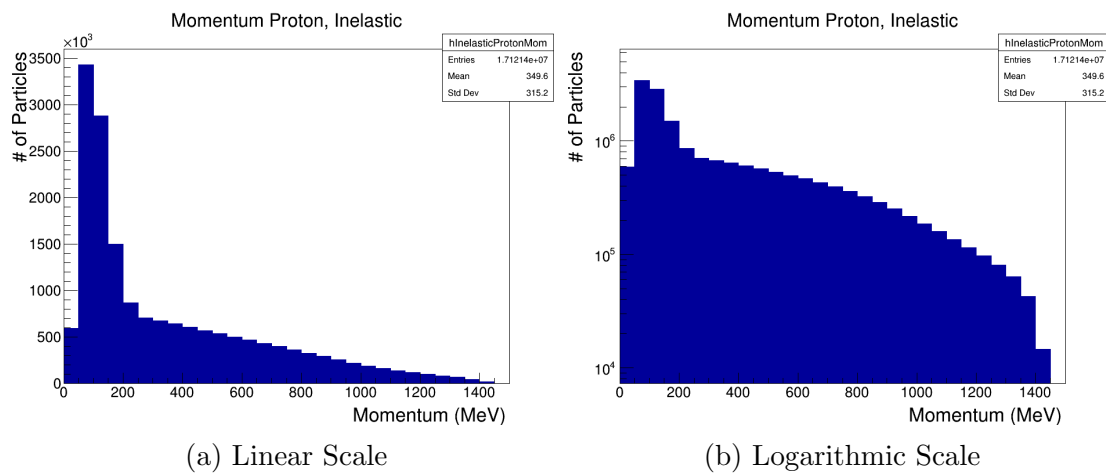 Momentum Proton, Inelastic
×10³
hInelasticProtonMom
Entries 1.71214e+07
Mean 349.6
Std Dev 315.2
# of Particles
3500
3000
2500
2000
1500
1000
500
0
0 200 400 600 800 1000 1200 1400
Momentum (MeV)
(a) Linear Scale
Momentum Proton, Inelastic
hInelasticProtonMom
Entries 1.71214e+07
Mean 349.6
Std Dev 315.2
# of Particles
10⁶
10⁵
10⁴
0 200 400 600 800 1000 1200 1400
Momentum (MeV)
(b) Logarithmic Scale